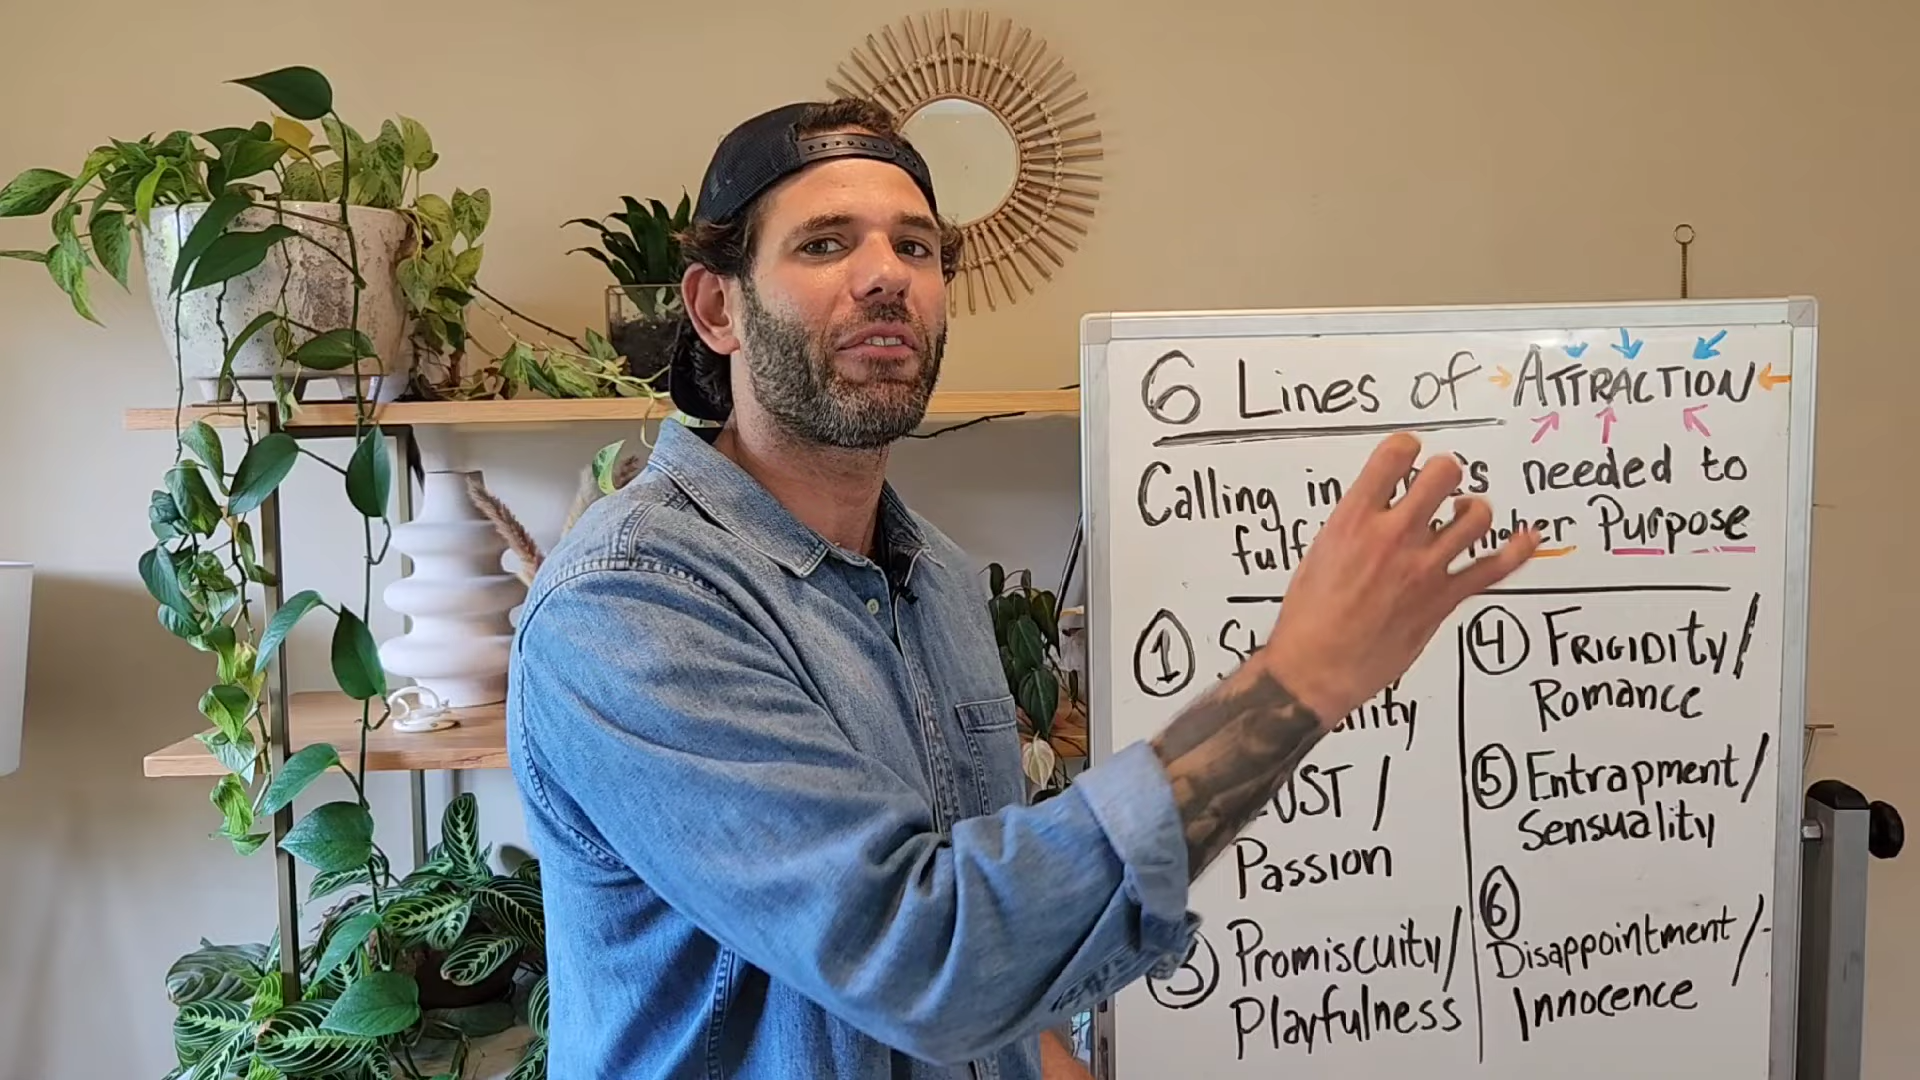 6 Lines of ATTRACTION
Calling in needed to
Purpose
1
Passion
3 Promiscuity/
Playfulness
4 FRIGIDITY/
Romance
5 Entrapment/
Sensuality
6
Disappointment/
Innocence